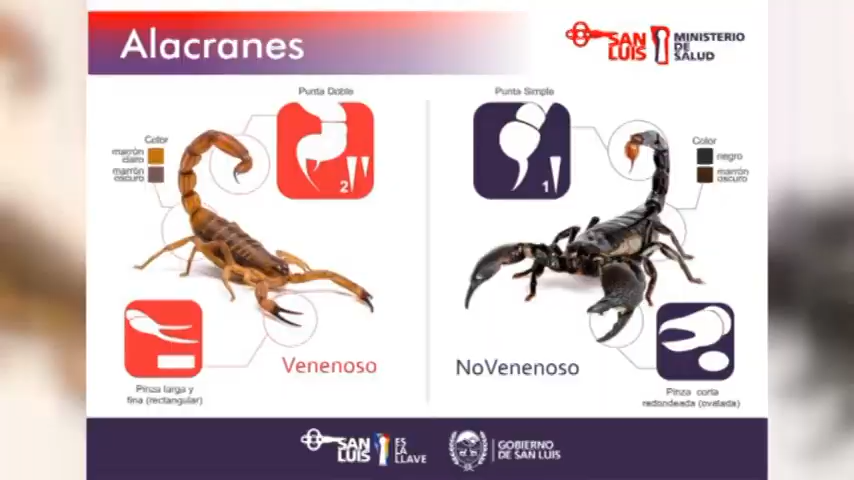 Alacranes
SAN
LUIS
MINISTERIO
DE
SALUD
Punta Doble
Color
marrón
claro
marrón
oscuro
2
Punta Simple
1
Color
negro
marrón
oscuro
Venenoso
Pinza larga y
fina (rectangular)
NoVenenoso
Pinza corta
redondeada (ovalada)
SAN
LUIS
ES
LA
LLAVE
GOBIERNO
DE SAN LUIS